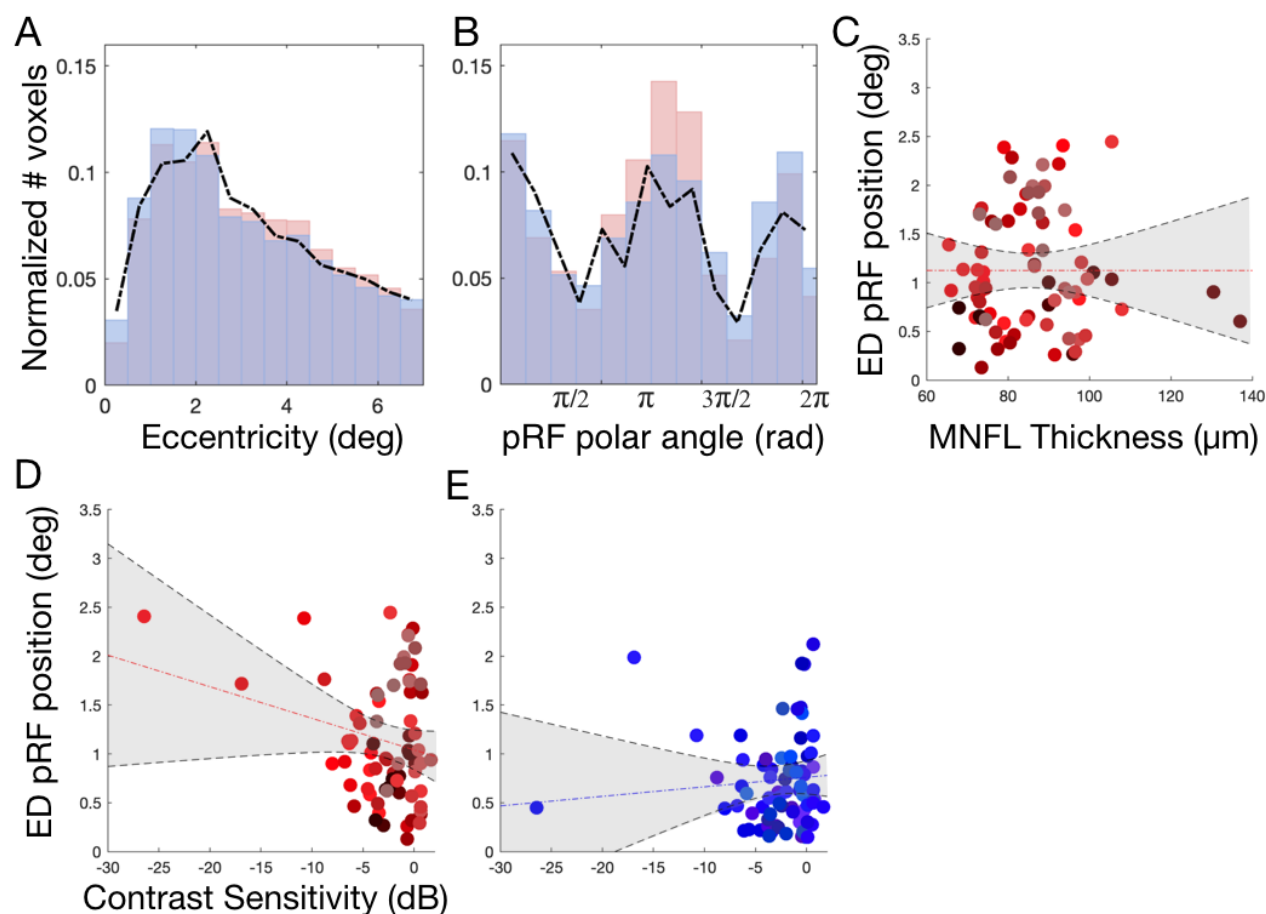 A
B
C
Normalized # voxels
0.15
0.1
0.05
0
0 2 4 6
Eccentricity (deg)
0.15
0.1
0.05
0
π/2 π 3π/2 2π
pRF polar angle (rad)
ED pRF position (deg)
3.5
3
2.5
2
1.5
1
0.5
0
60 80 100 120 140
MNFL Thickness (μm)
D
E
ED pRF position (deg)
3.5
3
2.5
2
1.5
1
0.5
0
-30 -25 -20 -15 -10 -5 0
Contrast Sensitivity (dB)
3.5
3
2.5
2
1.5
1
0.5
0
-30 -25 -20 -15 -10 -5 0